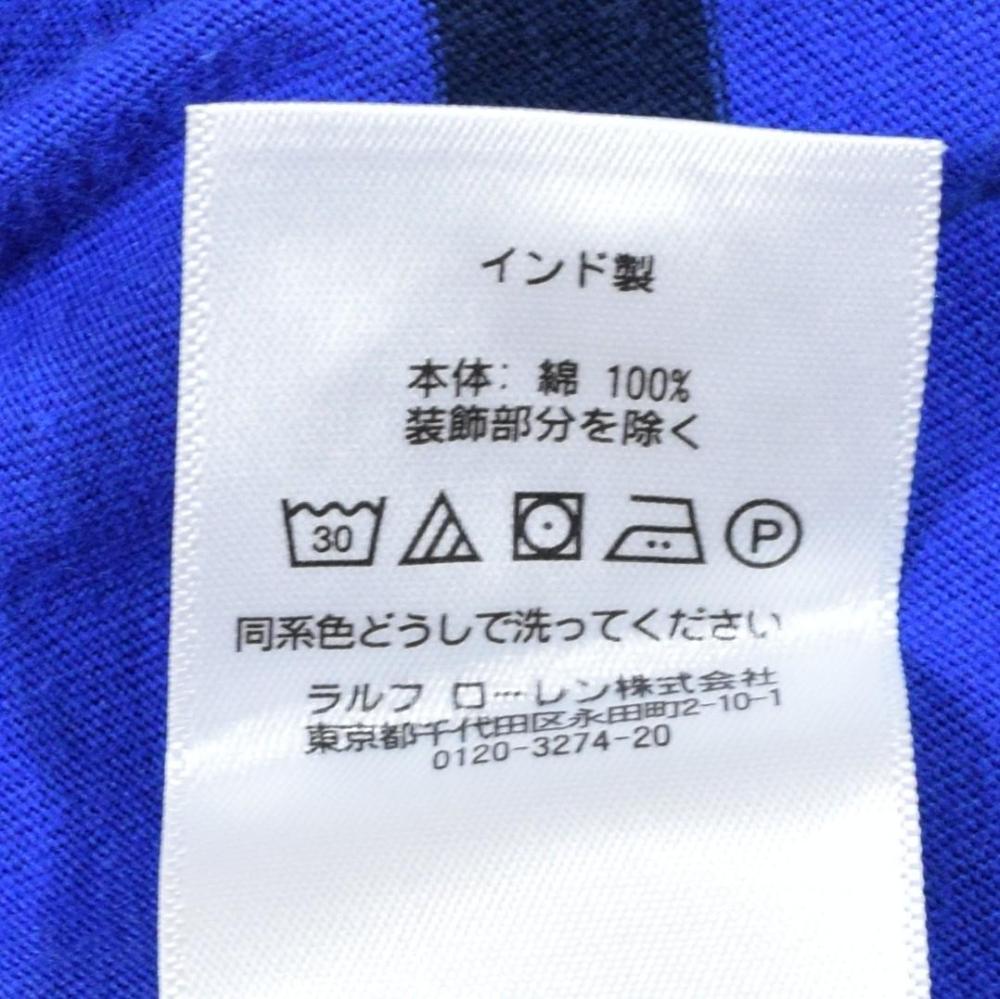 インド製
本体: 綿 100%
装飾部分を除く
30 P
同系色どうしで洗ってください
ラルフ ローレン株式会社
東京都千代田区永田町2-10-1
0120-3274-20